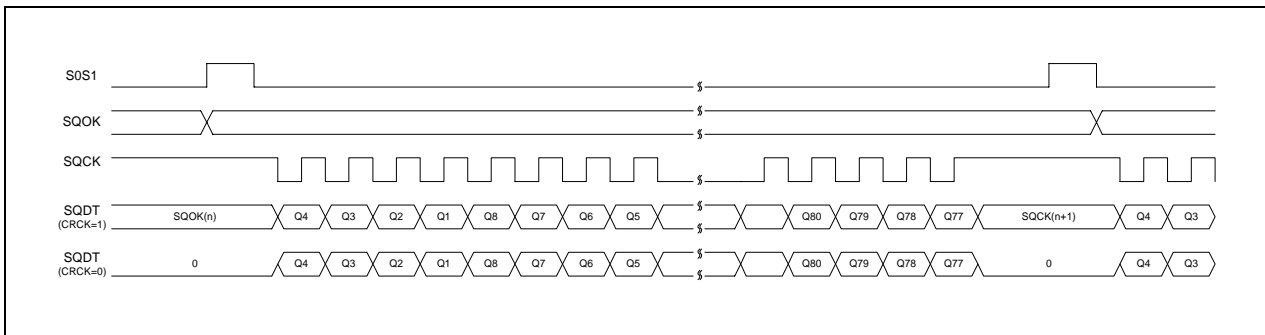 S0S1
SQOK
SQCK
SQDT
(CRCK=1)
SQOK(n) Q4 Q3 Q2 Q1 Q8 Q7 Q6 Q5 Q80 Q79 Q78 Q77 SQCK(n+1) Q4 Q3
SQDT
(CRCK=0)
0 Q4 Q3 Q2 Q1 Q8 Q7 Q6 Q5 Q80 Q79 Q78 Q77 0 Q4 Q3